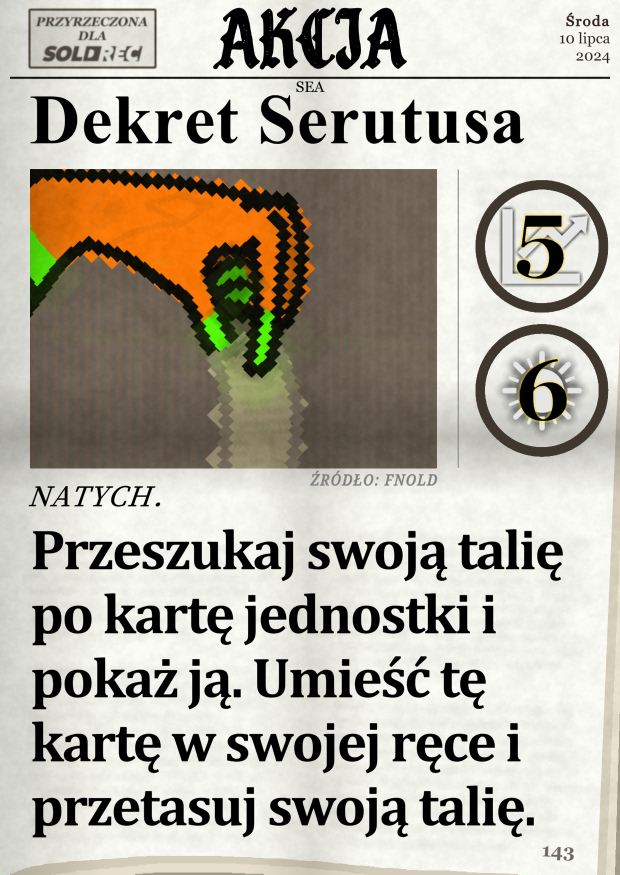 PRZYRZECZONA
DLA
SOLDREC
AKCJA
Środa
10 lipca
2024
SEA
Dekret Serutusa
5
6
ŹRÓDŁO: FNOLD
NATYCH.
Przeszukaj swoją talię
po kartę jednostki i
pokaż ją. Umieść tę
kartę w swojej ręce i
przetasuj swoją talię.
143